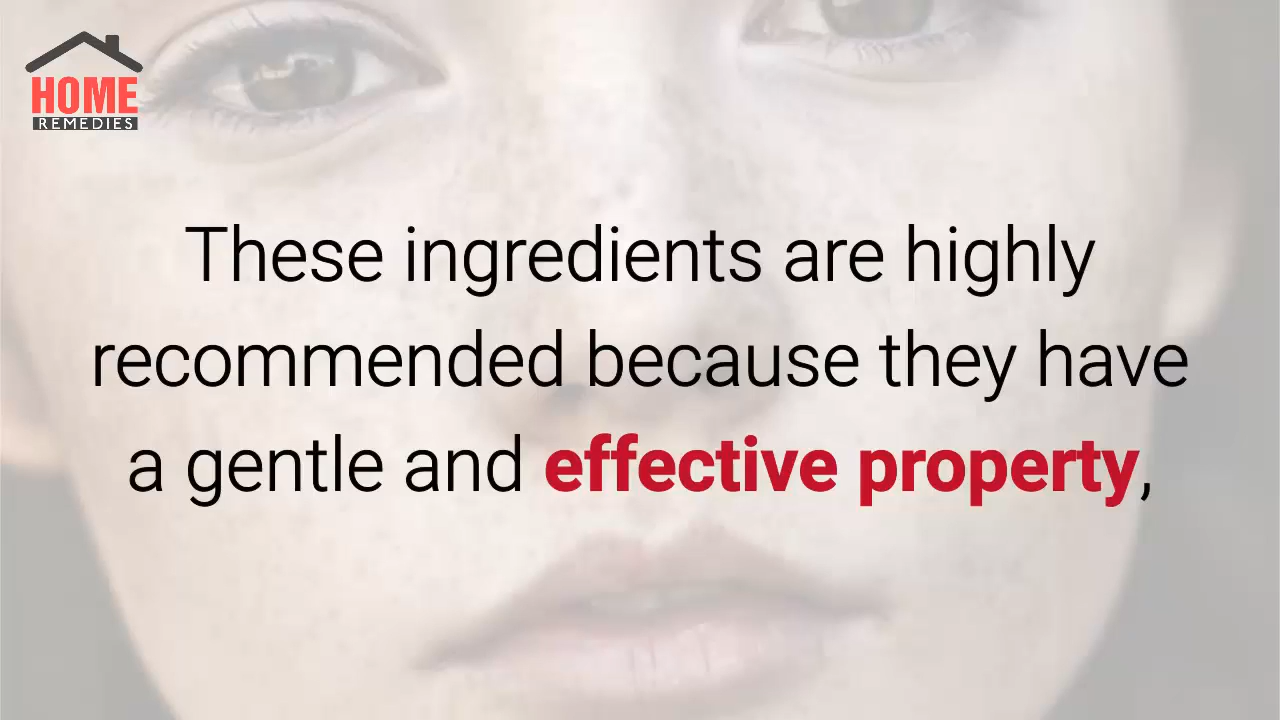 HOME
REMEDIES
These ingredients are highly
recommended because they have
a gentle and effective property,